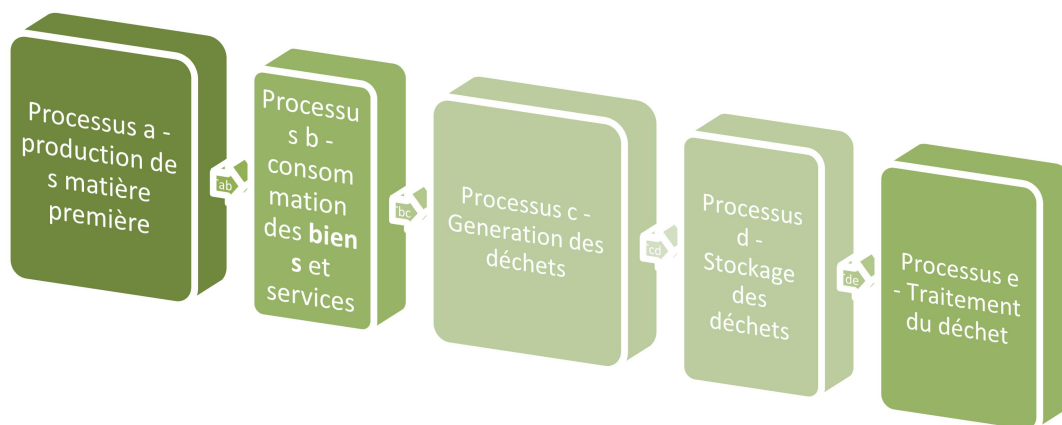 Processus a -
production de
s matière
première
ab
Processu
s b -
consom
mation
des bien
s et
services
bc
Processus c -
Generation des
déchets
cd
Processus
d -
Stockage
des
déchets
de
Processus e
- Traitement
du déchet